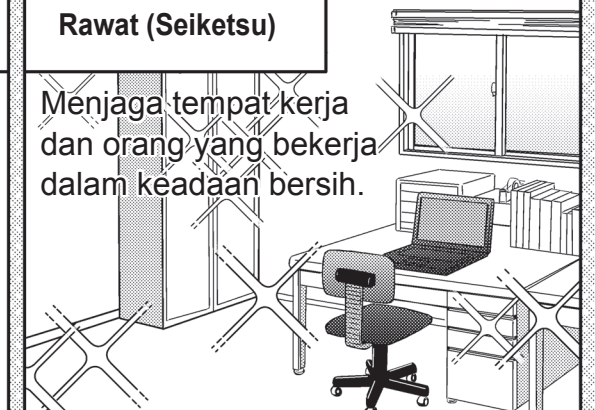 Rawat (Seiketsu)
Menjaga tempat kerja
dan orang yang bekerja
dalam keadaan bersih.